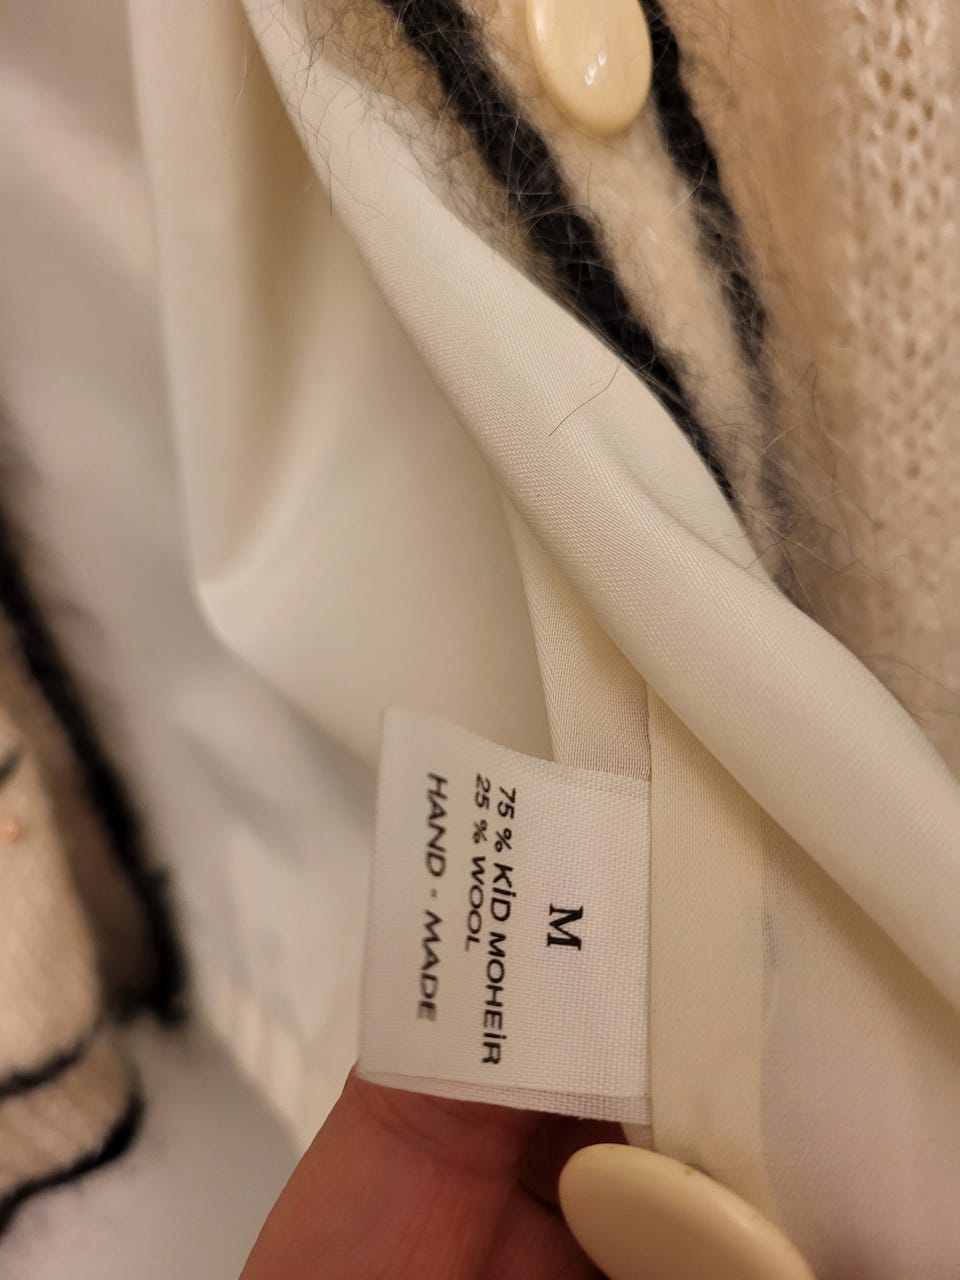 M
75 % KİD MOHEİR
25 % WOOL
HAND - MADE